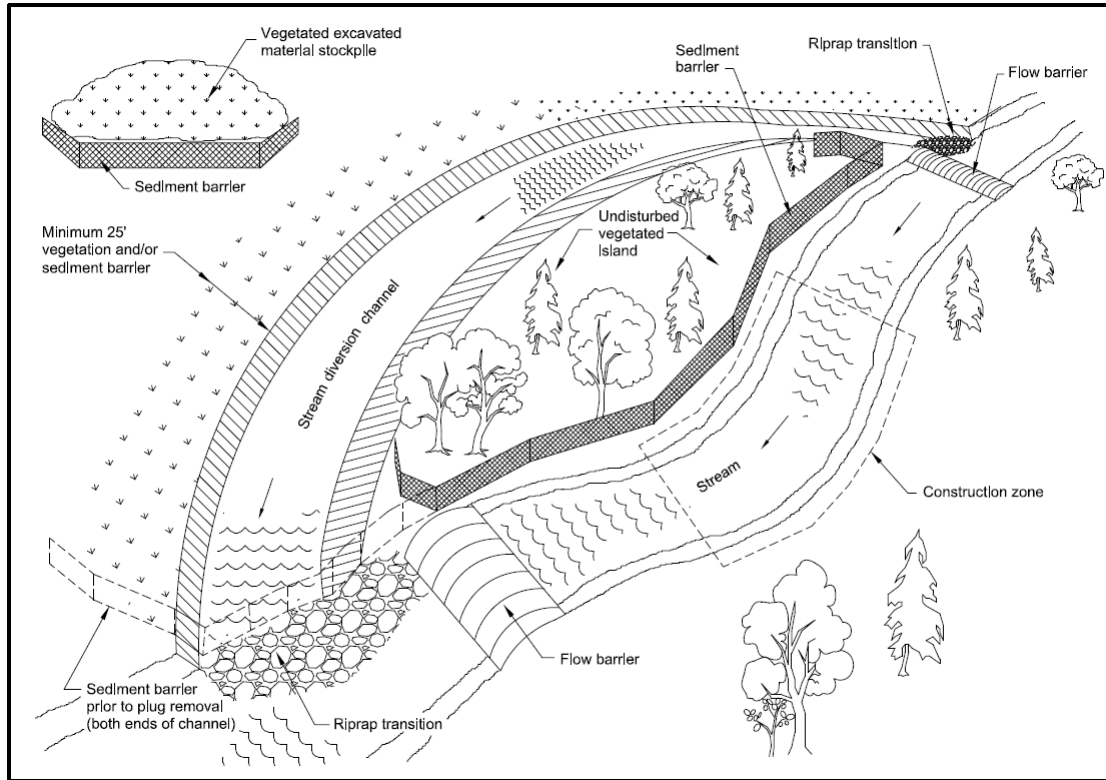 Vegetated excavated
material stockpile
Sediment barrier
Sediment
barrier
Riprap transition
Flow barrier
Undisturbed
vegetated
island
Minimum 25'
vegetation and/or
sediment barrier
Stream diversion channel
Stream
Construction zone
Flow barrier
Sediment barrier
prior to plug removal
(both ends of channel)
Riprap transition